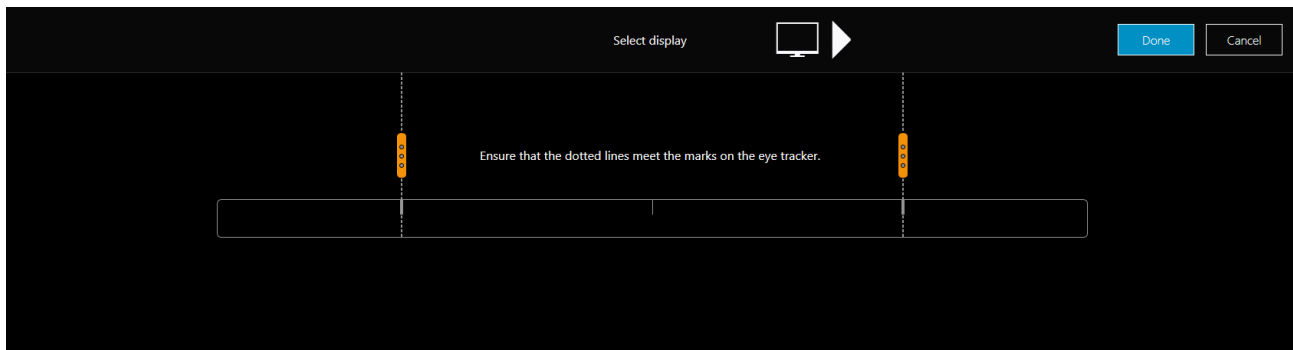 Select display
Done
Cancel
Ensure that the dotted lines meet the marks on the eye tracker.